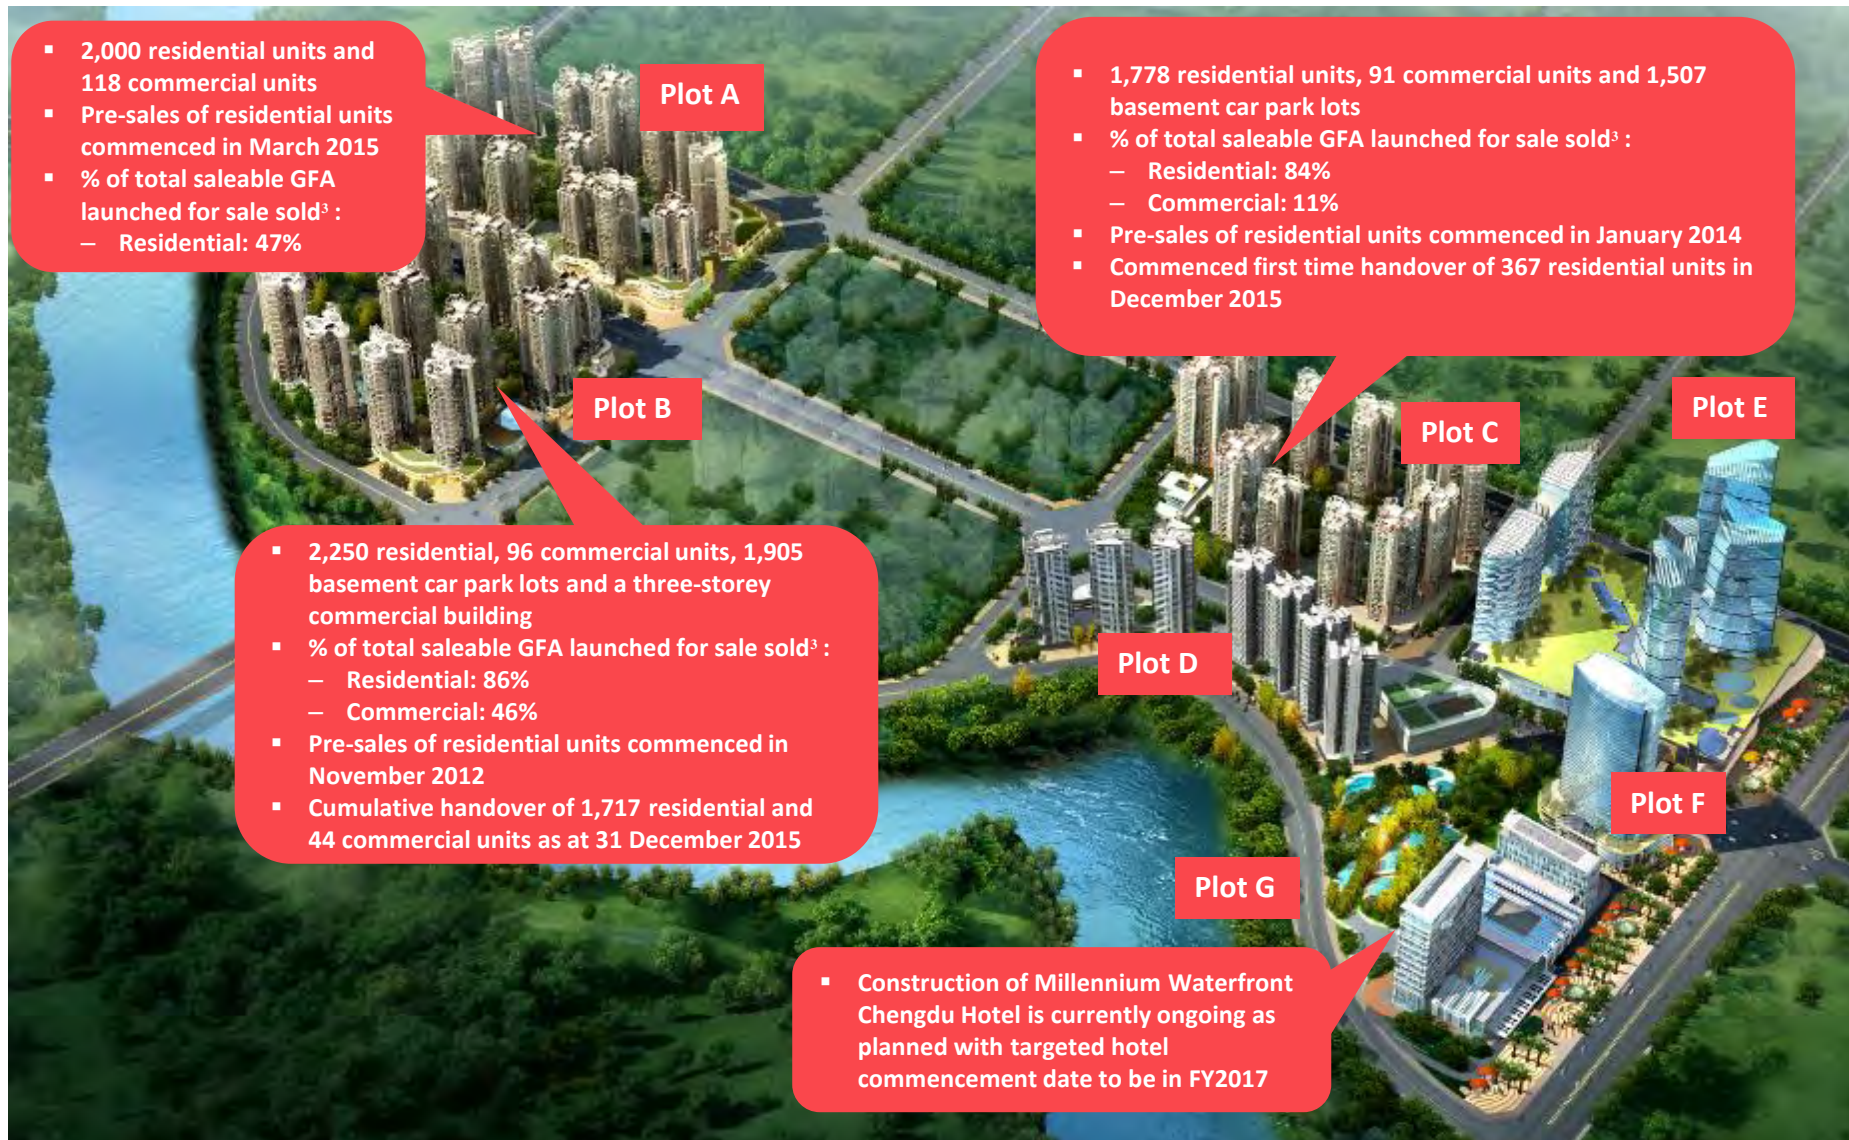 ▪ 2,000 residential units and
118 commercial units
▪ Pre-sales of residential units
commenced in March 2015
▪ % of total saleable GFA
launched for sale sold³ :
– Residential: 47%
Plot A
▪ 1,778 residential units, 91 commercial units and 1,507
basement car park lots
▪ % of total saleable GFA launched for sale sold³ :
– Residential: 84%
– Commercial: 11%
▪ Pre-sales of residential units commenced in January 2014
▪ Commenced first time handover of 367 residential units in
December 2015
Plot B
Plot C
Plot E
▪ 2,250 residential, 96 commercial units, 1,905
basement car park lots and a three-storey
commercial building
▪ % of total saleable GFA launched for sale sold³ :
– Residential: 86%
– Commercial: 46%
▪ Pre-sales of residential units commenced in
November 2012
▪ Cumulative handover of 1,717 residential and
44 commercial units as at 31 December 2015
Plot D
Plot F
Plot G
▪ Construction of Millennium Waterfront
Chengdu Hotel is currently ongoing as
planned with targeted hotel
commencement date to be in FY2017